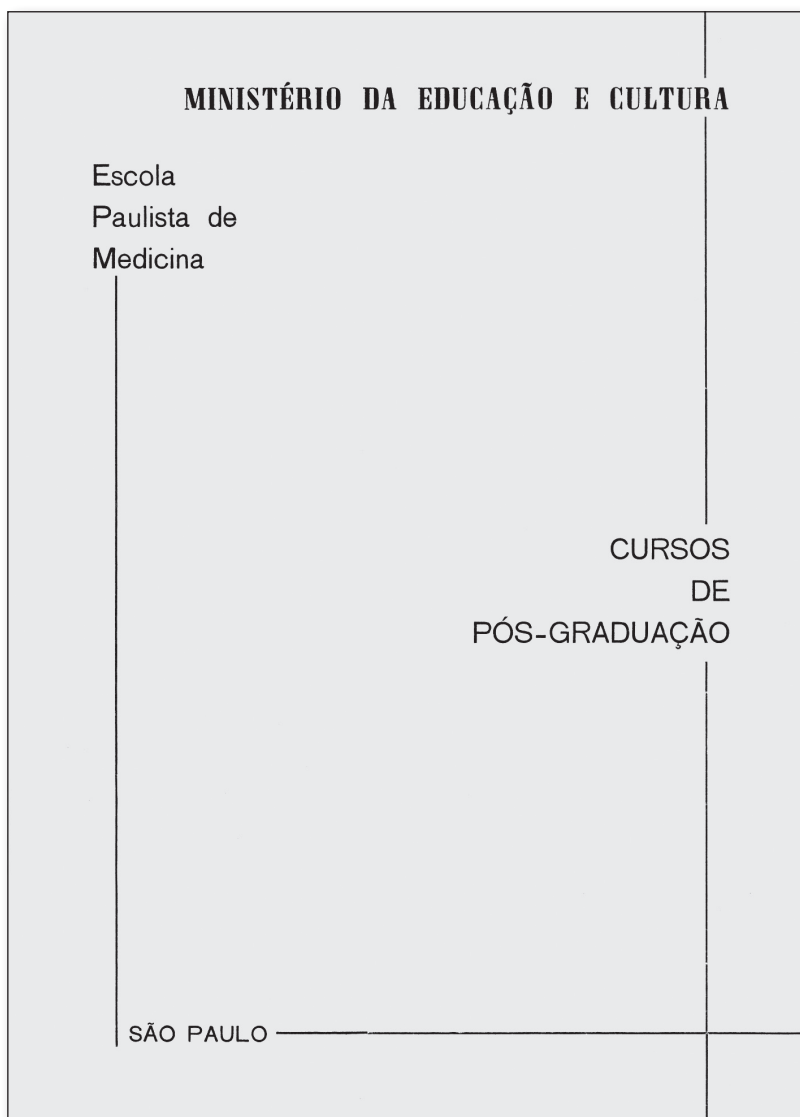 MINISTÉRIO DA EDUCAÇÃO E CULTURA
Escola
Paulista de
Medicina
CURSOS
DE
PÓS-GRADUAÇÃO
SÃO PAULO